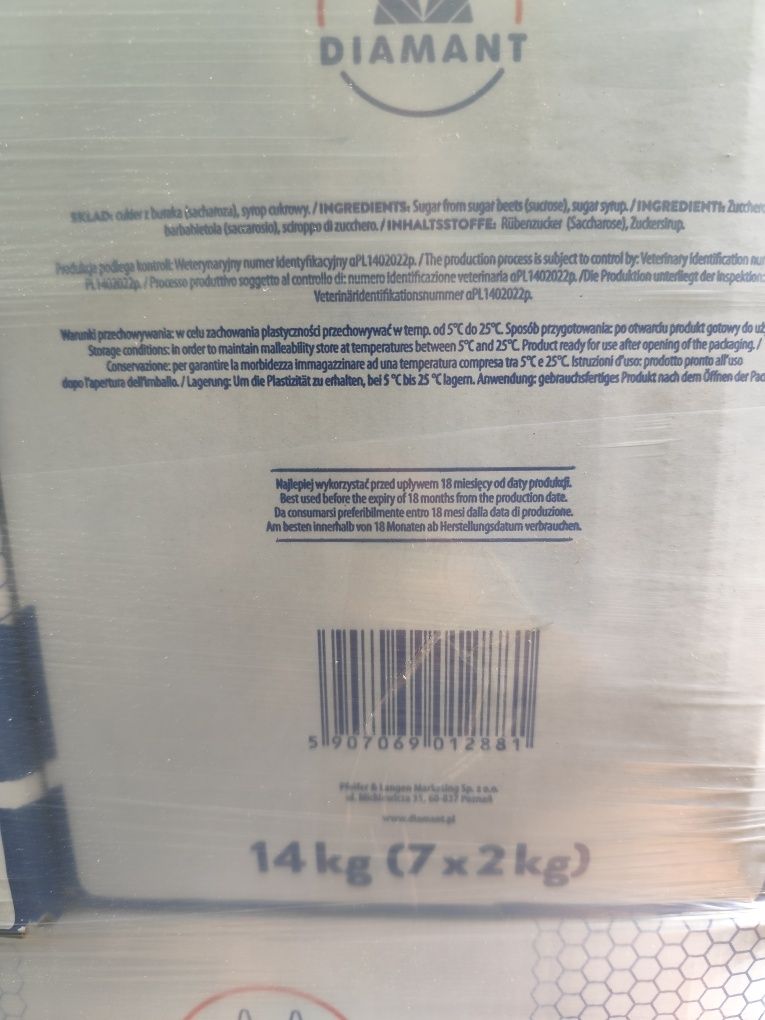 DIAMANT
SKŁAD: cukier z buraka (sacharoza), syrop cukrowy. / INGREDIENTS: Sugar from sugar beets (sucrose), sugar syrup. / INGREDIENTI: Zucchero
barbabietola (saccarosio), sciroppo di zucchero. / INHALTSSTOFFE: Rübenzucker (Saccharose), Zuckersirup.
Produkcja podlega kontroli: Weterynaryjny numer identyfikacyjny αPL1402022p. /The production process is subject to control by: Veterinary identification
PL1402022p. / Processo produttivo soggetto al controllo di: numero identificazione veterinaria αPL1402022p. /Die Produktion unterliegt der
Veterinäridentifikationsnummer αPL1402022p.
Warunki przechowywania: w celu zachowania plastyczności przechowywać w temp. od 5°C do 25°C. Sposób przygotowania: po otwarciu produkt gotowy do
Storage conditions: in order to maintain malleability store at temperatures between 5°C and 25°C. Product ready for use after opening of the packaging. /
Conservazione: per garantire la morbidezza immagazzinare ad una temperatura compresa tra 5°C e 25°C. Istruzioni d'uso: prodotto pronto all'uso
dopo l'apertura dell'imballo. / Lagerung: Um die Plastizität zu erhalten, bei 5 °C bis 25 °C lagern. Anwendung: gebrauchsfertiges Produkt nach dem Öffnen der
Najlepiej wykorzystać przed upływem 18 miesięcy od daty produkcji.
Best used before the expiry of 18 months from the production date.
Da consumarsi preferibilmente entro 18 mesi dalla data di produzione.
Am besten innerhalb von 18 Monaten ab Herstellungsdatum verbrauchen.
5 907069 012881
Pfeifer & Langen Marketing Sp. z o.o.
ul. Mickiewicza 35, 60-837 Poznań
www.diamant.pl
14 kg (7 x 2 kg)